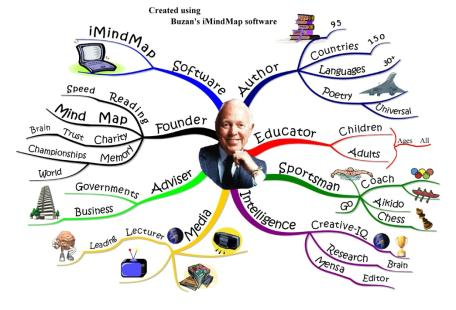 Created using
Buzan's iMindMap software
iMindMap
Software
Author
95
Countries
150
Languages
30+
Poetry
Universal
Speed
Reading
Mind Map
Founder
Brain Trust Charity
Championships Memory
World
Educator
Children
Adults
Ages All
Sportsman
Coach
Aikido
Go
Chess
Adviser
Governments
Business
Media
Lecturer
Leading
Intelligence
Creative-IQ
Research
Brain
Mensa
Editor